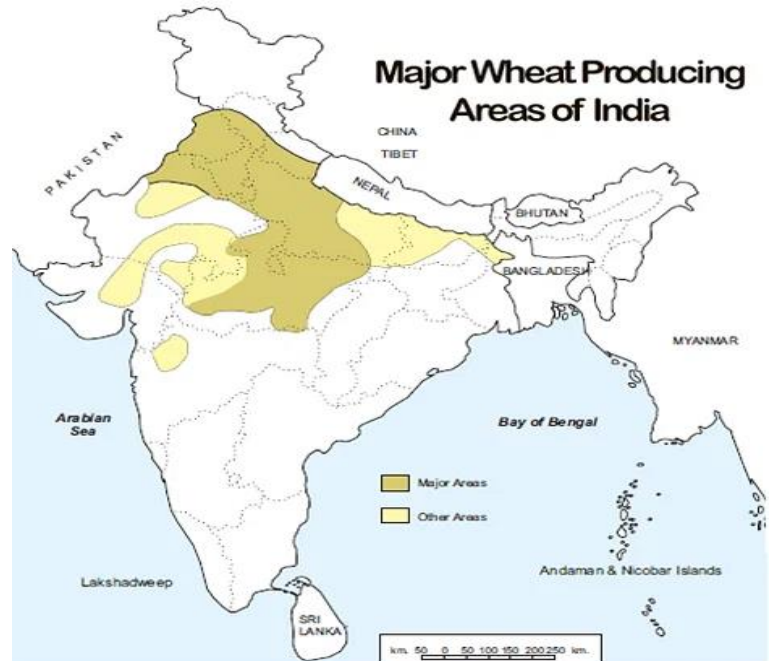 Major Wheat Producing
Areas of India
CHINA
TIBET
PAKISTAN
NEPAL
BHUTAN
BANGLADESH
MYANMAR
Arabian
Sea
Bay of Bengal
Major Areas
Other Areas
Lakshadweep
Andaman & Nicobar Islands
SRI
LANKA
km. 50 0 50 100 150 200 250 km.